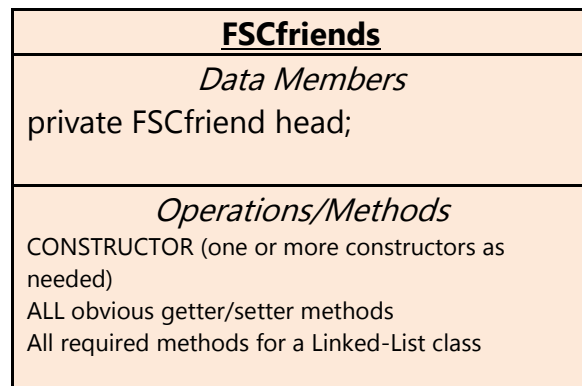 FSCfriends
Data Members
private FSCfriend head;
Operations/Methods
CONSTRUCTOR (one or more constructors as
needed)
ALL obvious getter/setter methods
All required methods for a Linked-List class